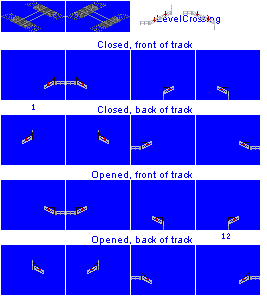 LevelCrossing
Closed, front of track
1
Closed, back of track
Opened, front of track
12
Opened, back of track